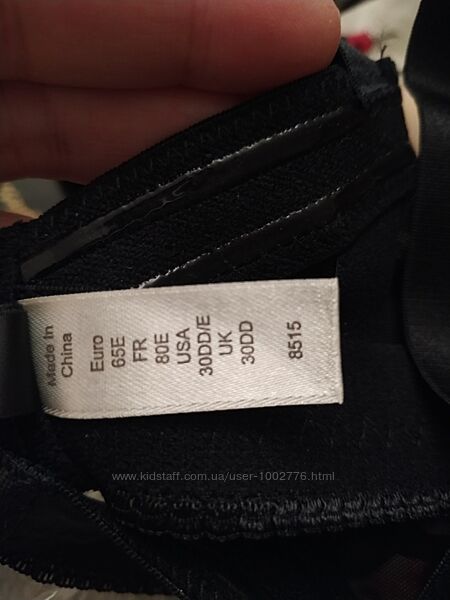 Made In
China
Euro
65E
FR
80E
USA
30DD/E
UK
30DD
8515
www.kidstaff.com.ua/user-1002776.html